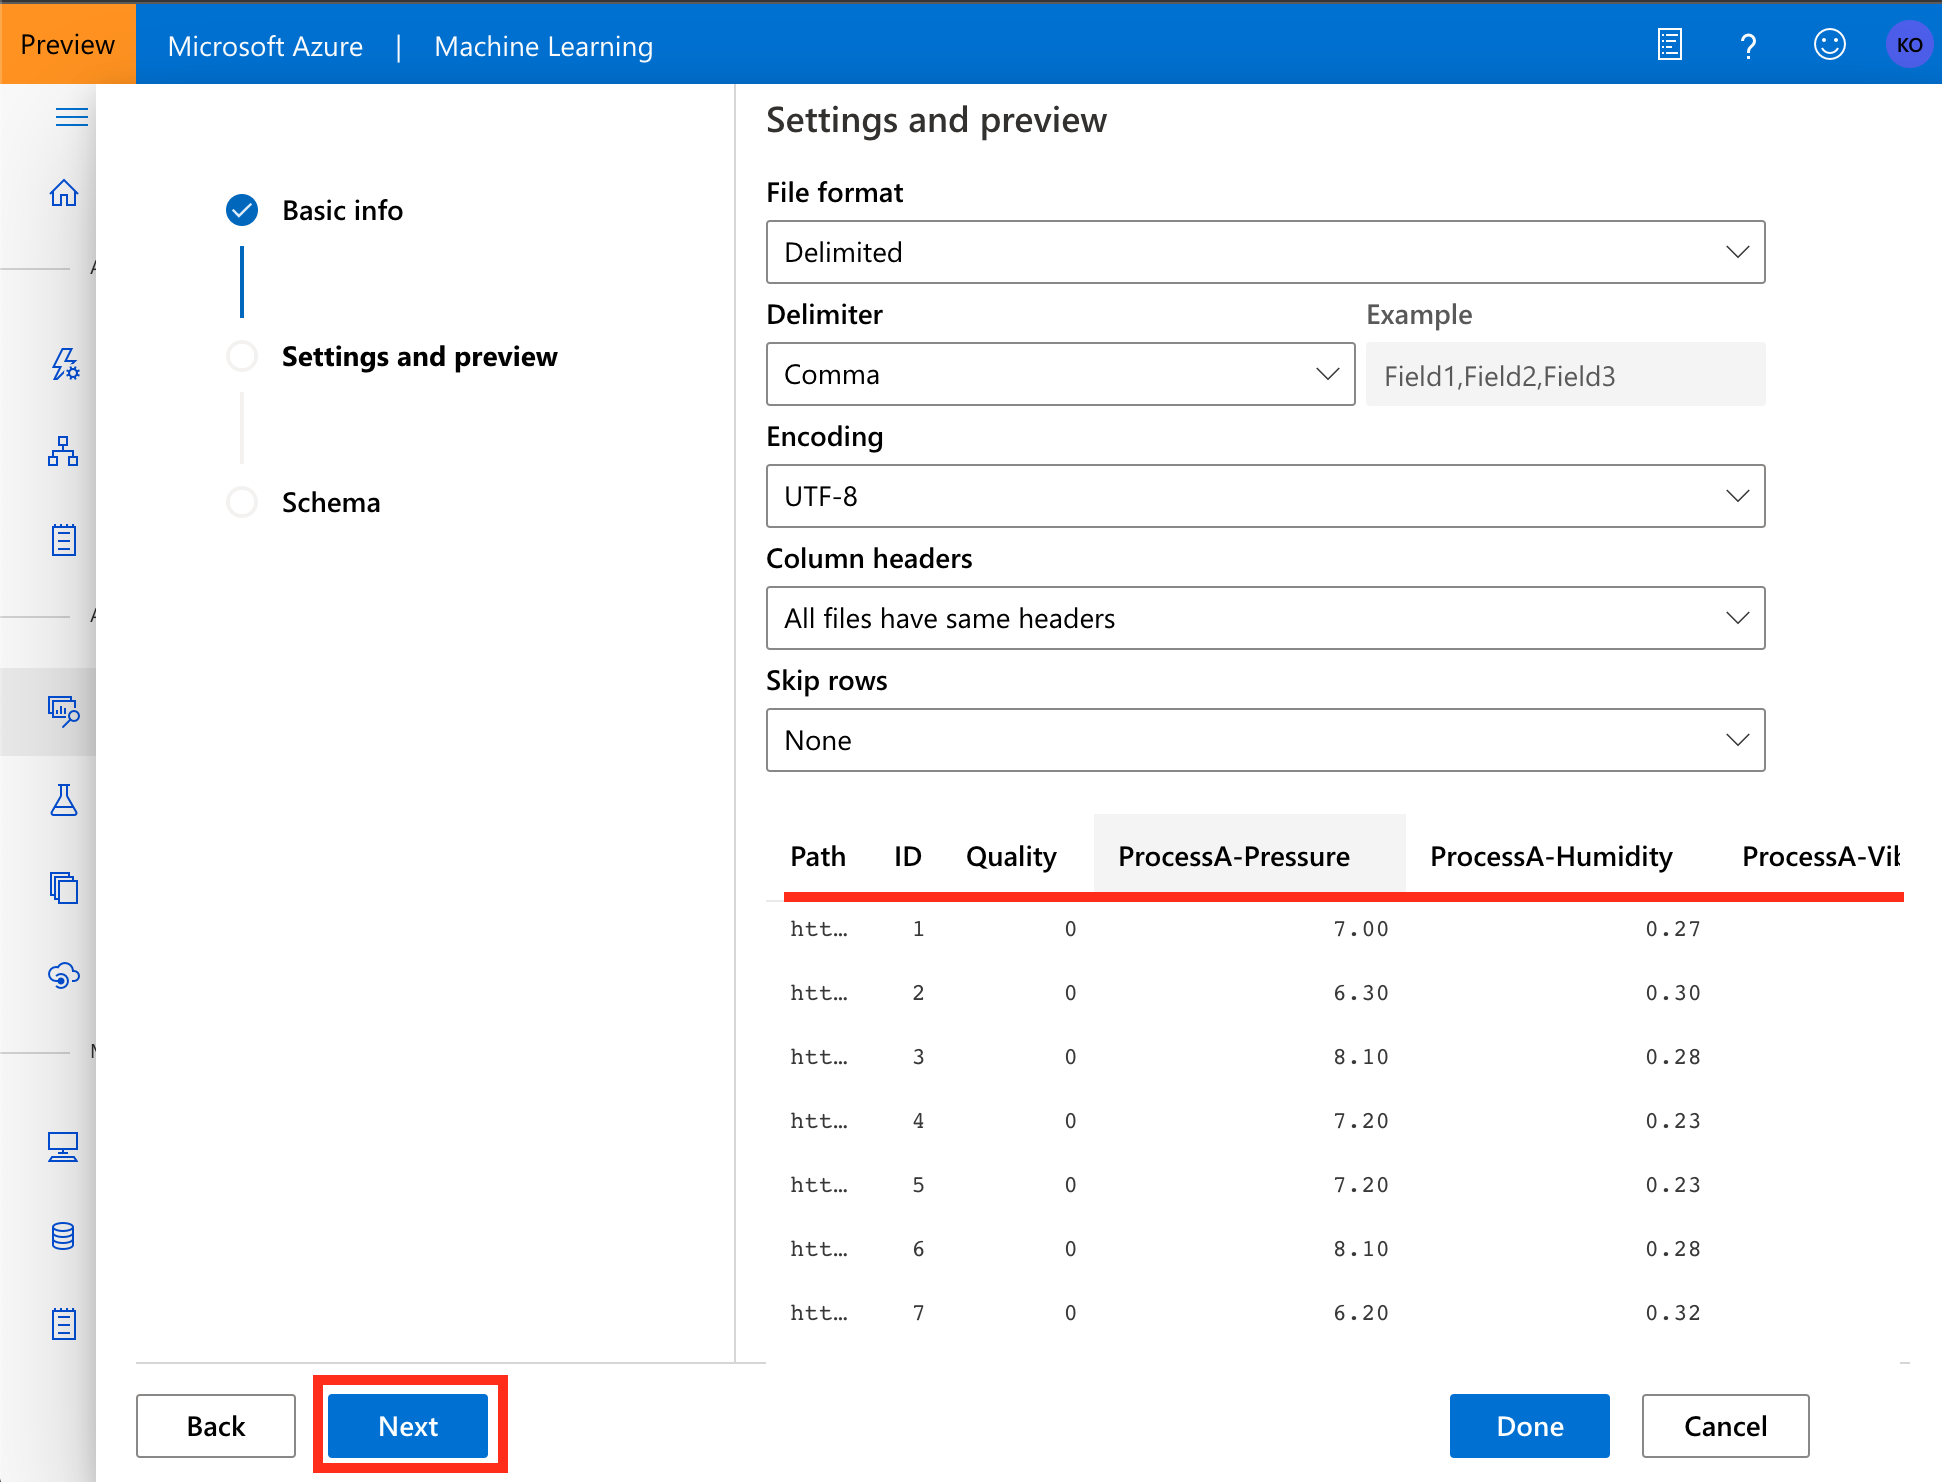 Preview
Microsoft Azure | Machine Learning
?
KO
Basic info
Settings and preview
Schema
Settings and preview
File format
Delimited
Delimiter
Example
Comma
Field1,Field2,Field3
Encoding
UTF-8
Column headers
All files have same headers
Skip rows
None
Path ID Quality ProcessA-Pressure ProcessA-Humidity ProcessA-Vib
htt... 1 0 7.00 0.27
htt... 2 0 6.30 0.30
htt... 3 0 8.10 0.28
htt... 4 0 7.20 0.23
htt... 5 0 7.20 0.23
htt... 6 0 8.10 0.28
htt... 7 0 6.20 0.32
Back
Next
Done
Cancel